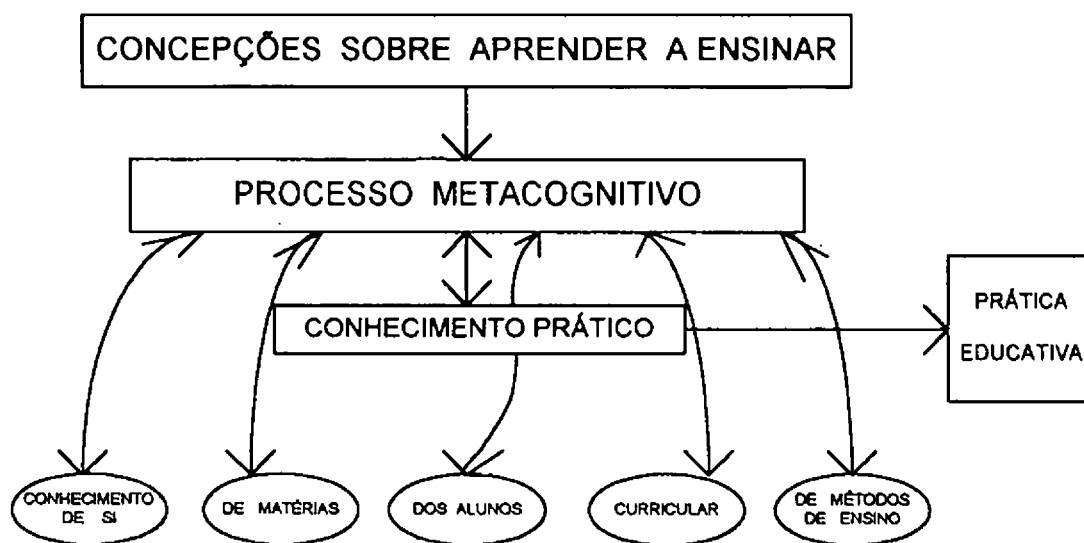 CONCEPÇÕES SOBRE APRENDER A ENSINAR
PROCESSO METACOGNITIVO
CONHECIMENTO PRÁTICO
PRÁTICA
EDUCATIVA
CONHECIMENTO
DE SI
DE MATÉRIAS
DOS ALUNOS
CURRICULAR
DE MÉTODOS
DE ENSINO